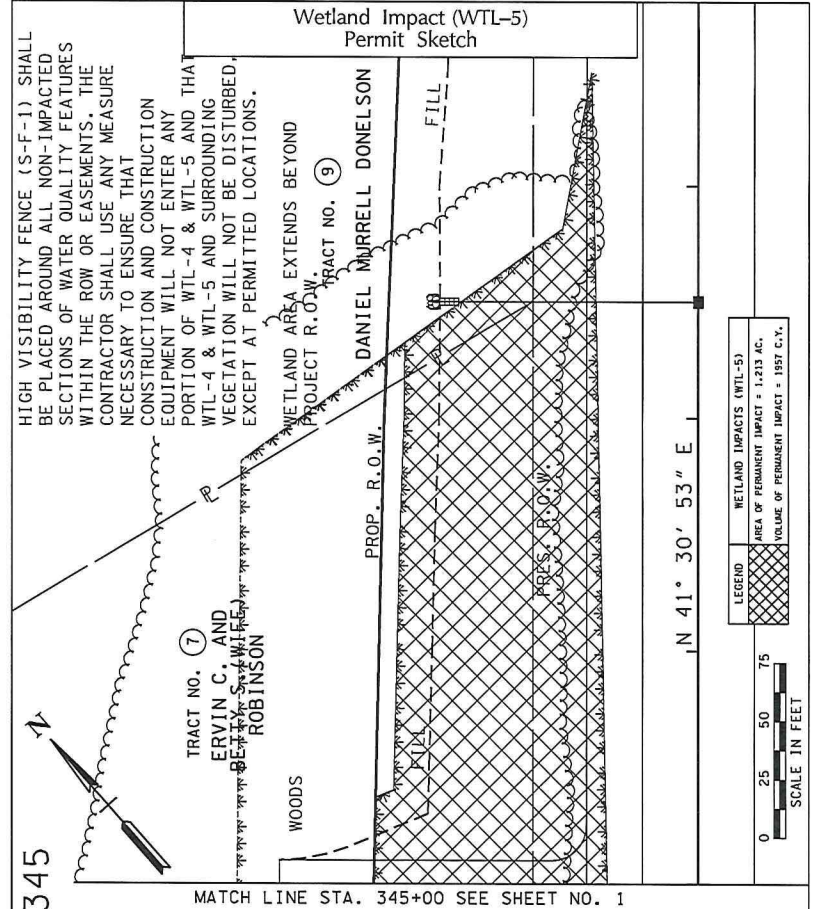 Wetland Impact (WTL-5)
Permit Sketch
HIGH VISIBILITY FENCE (S-F-1) SHALL
BE PLACED AROUND ALL NON-IMPACTED
SECTIONS OF WATER QUALITY FEATURES
WITHIN THE ROW OR EASEMENTS. THE
CONTRACTOR SHALL USE ANY MEASURE
NECESSARY TO ENSURE THAT
CONSTRUCTION AND CONSTRUCTION
EQUIPMENT WILL NOT ENTER ANY
PORTION OF WTL-4 & WTL-5 AND THAT
WTL-4 & WTL-5 AND SURROUNDING
VEGETATION WILL NOT BE DISTURBED,
EXCEPT AT PERMITTED LOCATIONS.
WETLAND AREA EXTENDS BEYOND
PROJECT R.O.W.
TRACT NO. 9
DANIEL MURRELL DONELSON
FILL
PL
PL
PROP. R.O.W.
PRES. R.O.W.
TRACT NO. 7
ERVIN C. AND
BETTY S. (WIFE)
ROBINSON
WOODS
FILL
N
345
N 41° 30' 53" E
LEGEND
WETLAND IMPACTS (WTL-5)
AREA OF PERMANENT IMPACT = 1.213 AC.
VOLUME OF PERMANENT IMPACT = 1957 C.Y.
0 25 50 75
SCALE IN FEET
MATCH LINE STA. 345+00 SEE SHEET NO. 1